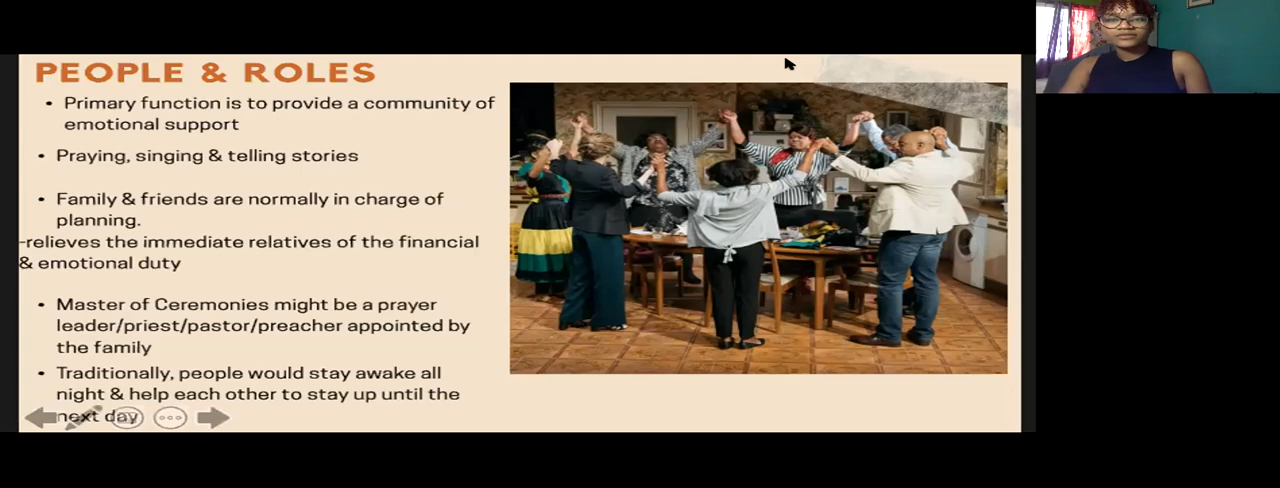 PEOPLE & ROLES
• Primary function is to provide a community of
emotional support
• Praying, singing & telling stories
• Family & friends are normally in charge of
planning.
-relieves the immediate relatives of the financial
& emotional duty
• Master of Ceremonies might be a prayer
leader/priest/pastor/preacher appointed by
the family
• Traditionally, people would stay awake all
night & help each other to stay up until the
next day